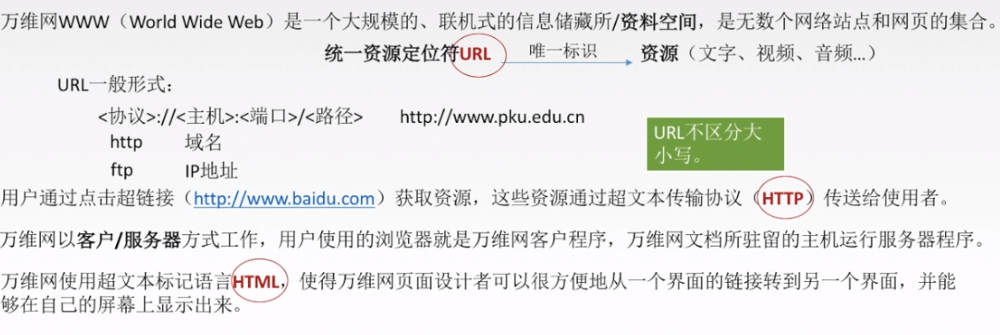 万维网WWW（World Wide Web）是一个大规模的、联机式的信息储藏所/资料空间，是无数个网络站点和网页的集合。
统一资源定位符URL 唯一标识 资源（文字、视频、音频...）
URL一般形式：
<协议>://<主机>:<端口>/<路径> http://www.pku.edu.cn
http 域名
ftp IP地址
URL不区分大
小写。
用户通过点击超链接（http://www.baidu.com）获取资源，这些资源通过超文本传输协议（HTTP）传送给使用者。
万维网以客户/服务器方式工作，用户使用的浏览器就是万维网客户程序，万维网文档所驻留的主机运行服务器程序。
万维网使用超文本标记语言HTML，使得万维网页面设计者可以很方便地从一个界面的链接转到另一个界面，并能
够在自己的屏幕上显示出来。